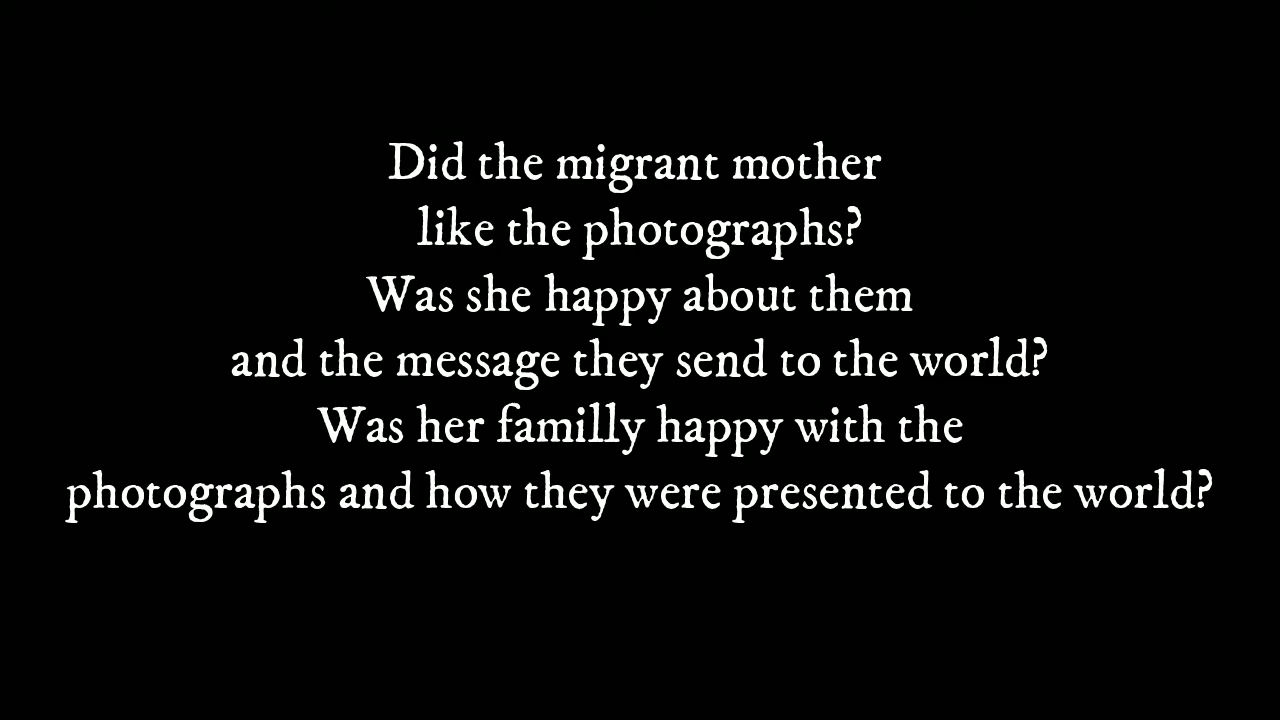 Did the migrant mother
like the photographs?
Was she happy about them
and the message they send to the world?
Was her familly happy with the
photographs and how they were presented to the world?